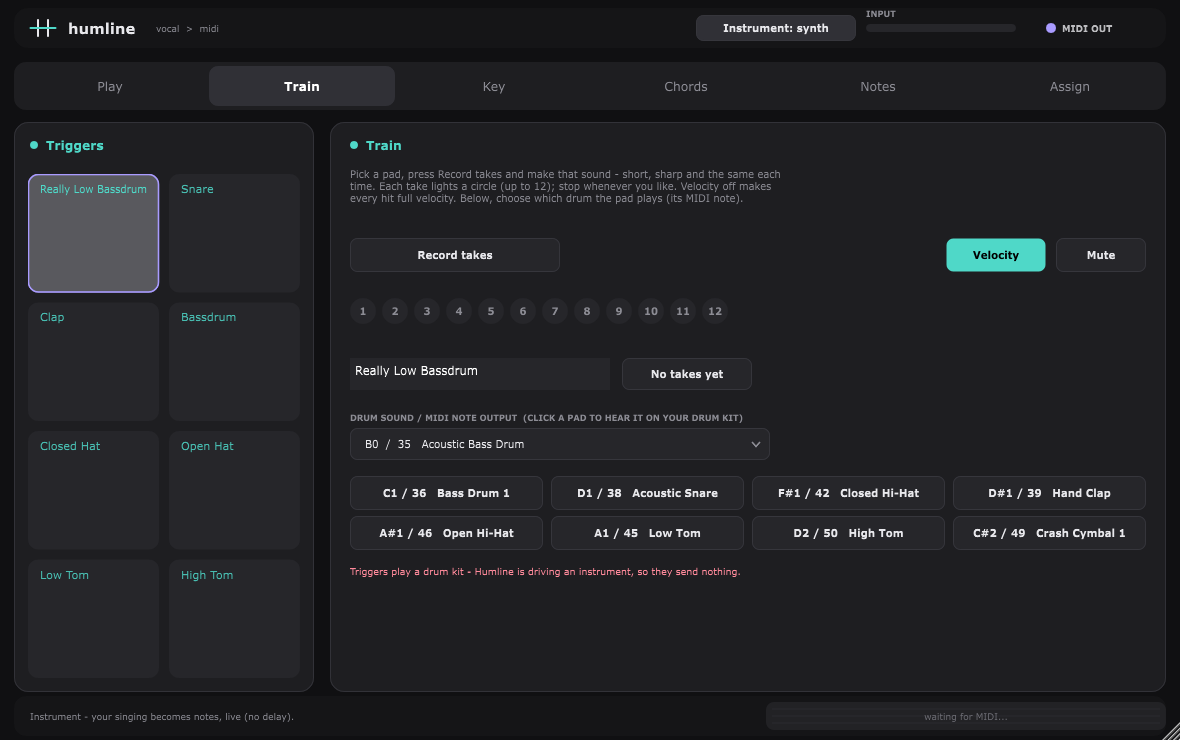 humline
vocal > midi
Instrument: synth
INPUT
MIDI OUT
Play
Train
Key
Chords
Notes
Assign
Triggers
Really Low Bassdrum
Snare
Clap
Bassdrum
Closed Hat
Open Hat
Low Tom
High Tom
Train
Pick a pad, press Record takes and make that sound - short, sharp and the same each
time. Each take lights a circle (up to 12); stop whenever you like. Velocity off makes
every hit full velocity. Below, choose which drum the pad plays (its MIDI note).
Record takes
Velocity
Mute
1 2 3 4 5 6 7 8 9 10 11 12
Really Low Bassdrum
No takes yet
DRUM SOUND / MIDI NOTE OUTPUT (CLICK A PAD TO HEAR IT ON YOUR DRUM KIT)
B0 / 35 Acoustic Bass Drum
C1 / 36 Bass Drum 1
D1 / 38 Acoustic Snare
F#1 / 42 Closed Hi-Hat
D#1 / 39 Hand Clap
A#1 / 46 Open Hi-Hat
A1 / 45 Low Tom
D2 / 50 High Tom
C#2 / 49 Crash Cymbal 1
Triggers play a drum kit - Humline is driving an instrument, so they send nothing.
Instrument - your singing becomes notes, live (no delay).
waiting for MIDI...